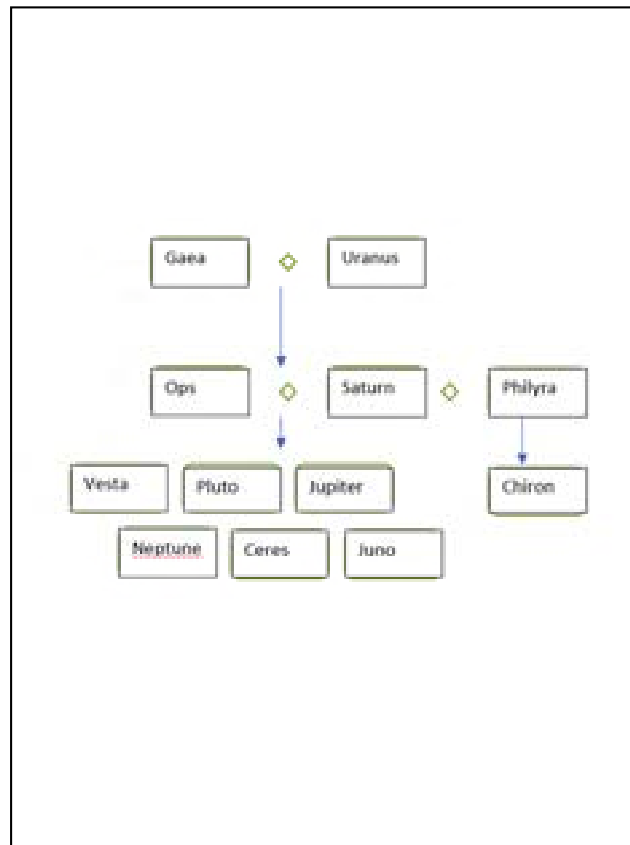 Gaea Uranus
Ops Saturn Philyra
Vesta Pluto Jupiter Chiron
Neptune Ceres Juno